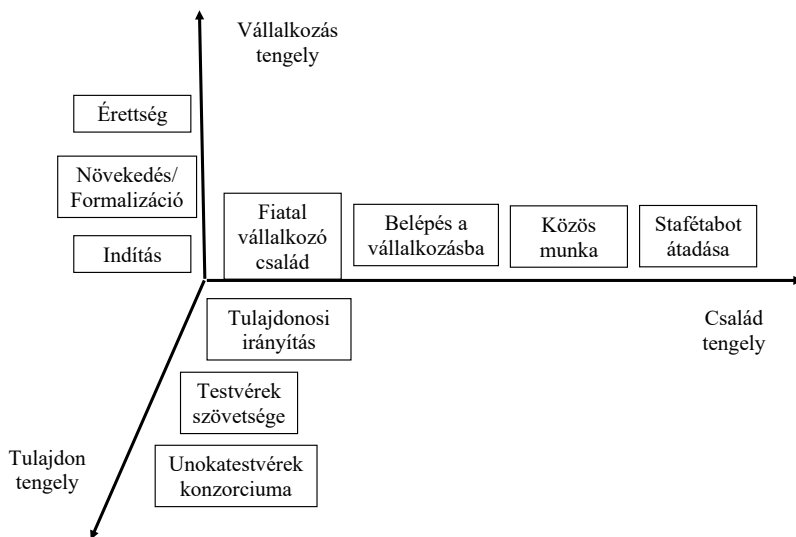 Vállalkozás
tengely
Érettség
Növekedés/
Formalizáció
Indítás
Fiatal
vállalkozó
család
Belépés a
vállalkozásba
Közös
munka
Stafétabot
átadása
Család
tengely
Tulajdonosi
irányítás
Testvérek
szövetsége
Unokatestvérek
konzorciuma
Tulajdon
tengely